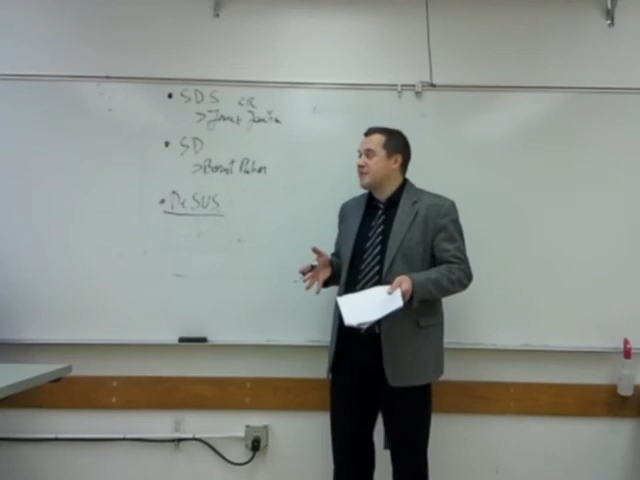 • SDS
> Janez Janša
• SD
> Borut Pahor
• DeSUS